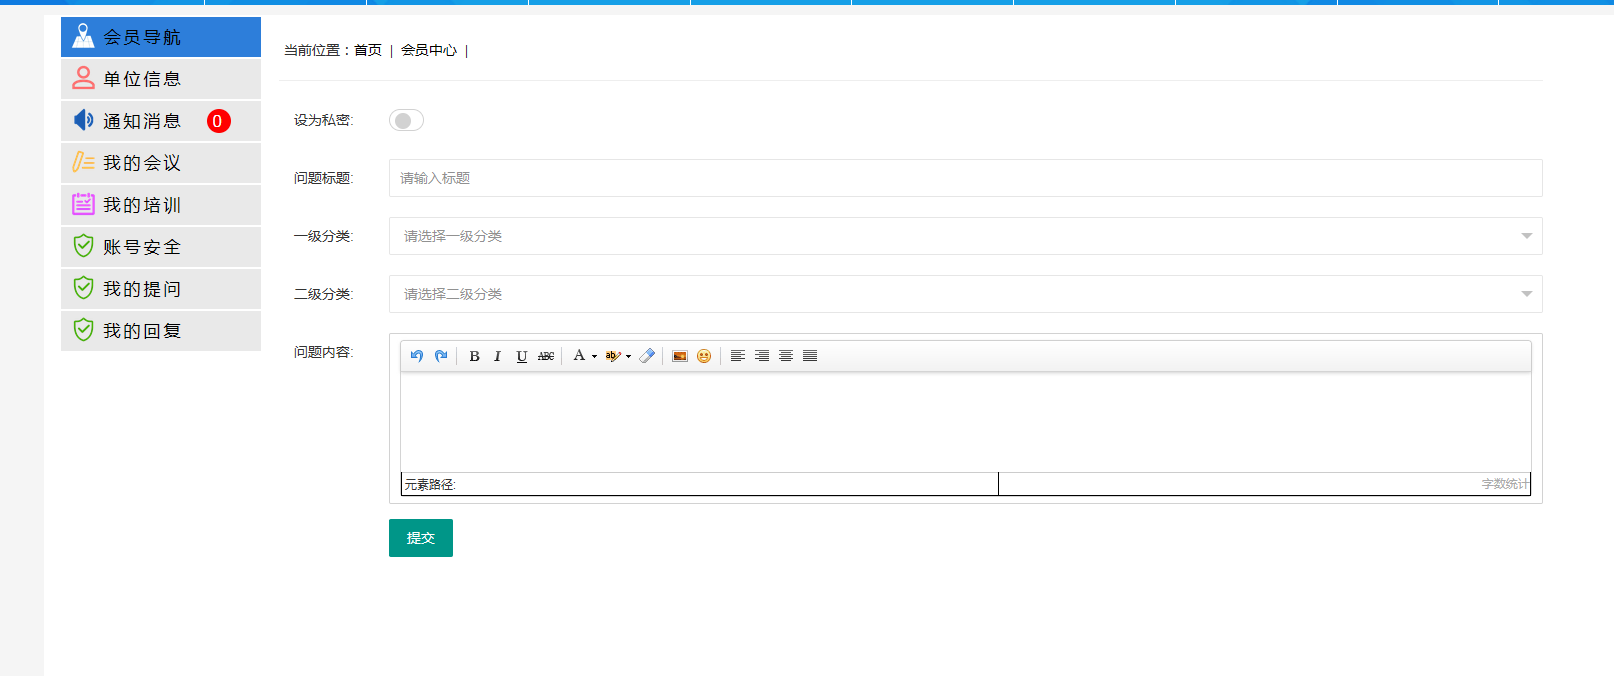 会员导航
单位信息
通知消息 0
我的会议
我的培训
账号安全
我的提问
我的回复
当前位置：首页 | 会员中心 |
设为私密:
问题标题: 请输入标题
一级分类: 请选择一级分类
二级分类: 请选择二级分类
问题内容:
B I U ABC A ab
元素路径: 字数统计
提交